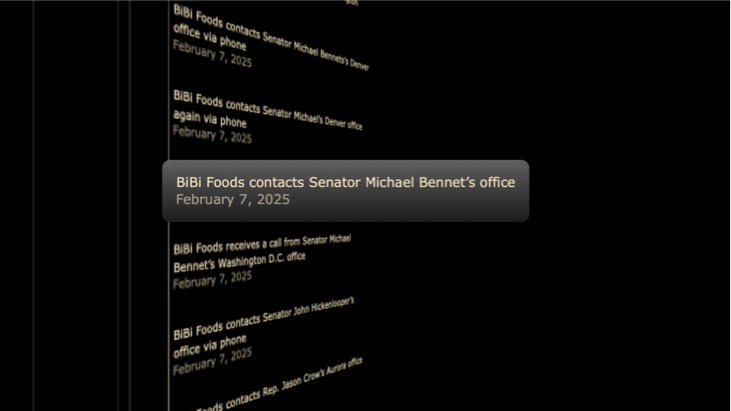 BiBi Foods contacts Senator Michael Bennets's Denver
office via phone
February 7, 2025
BiBi Foods contacts Senator Michael's Denver office
again via phone
February 7, 2025
BiBi Foods contacts Senator Michael Bennet’s office
February 7, 2025
BiBi Foods receives a call from Senator Michael
Bennet’s Washington D.C. office
February 7, 2025
BiBi Foods contacts Senator John Hickenlooper’s
office via phone
February 7, 2025
Foods contacts Rep. Jason Crow’s Aurora office